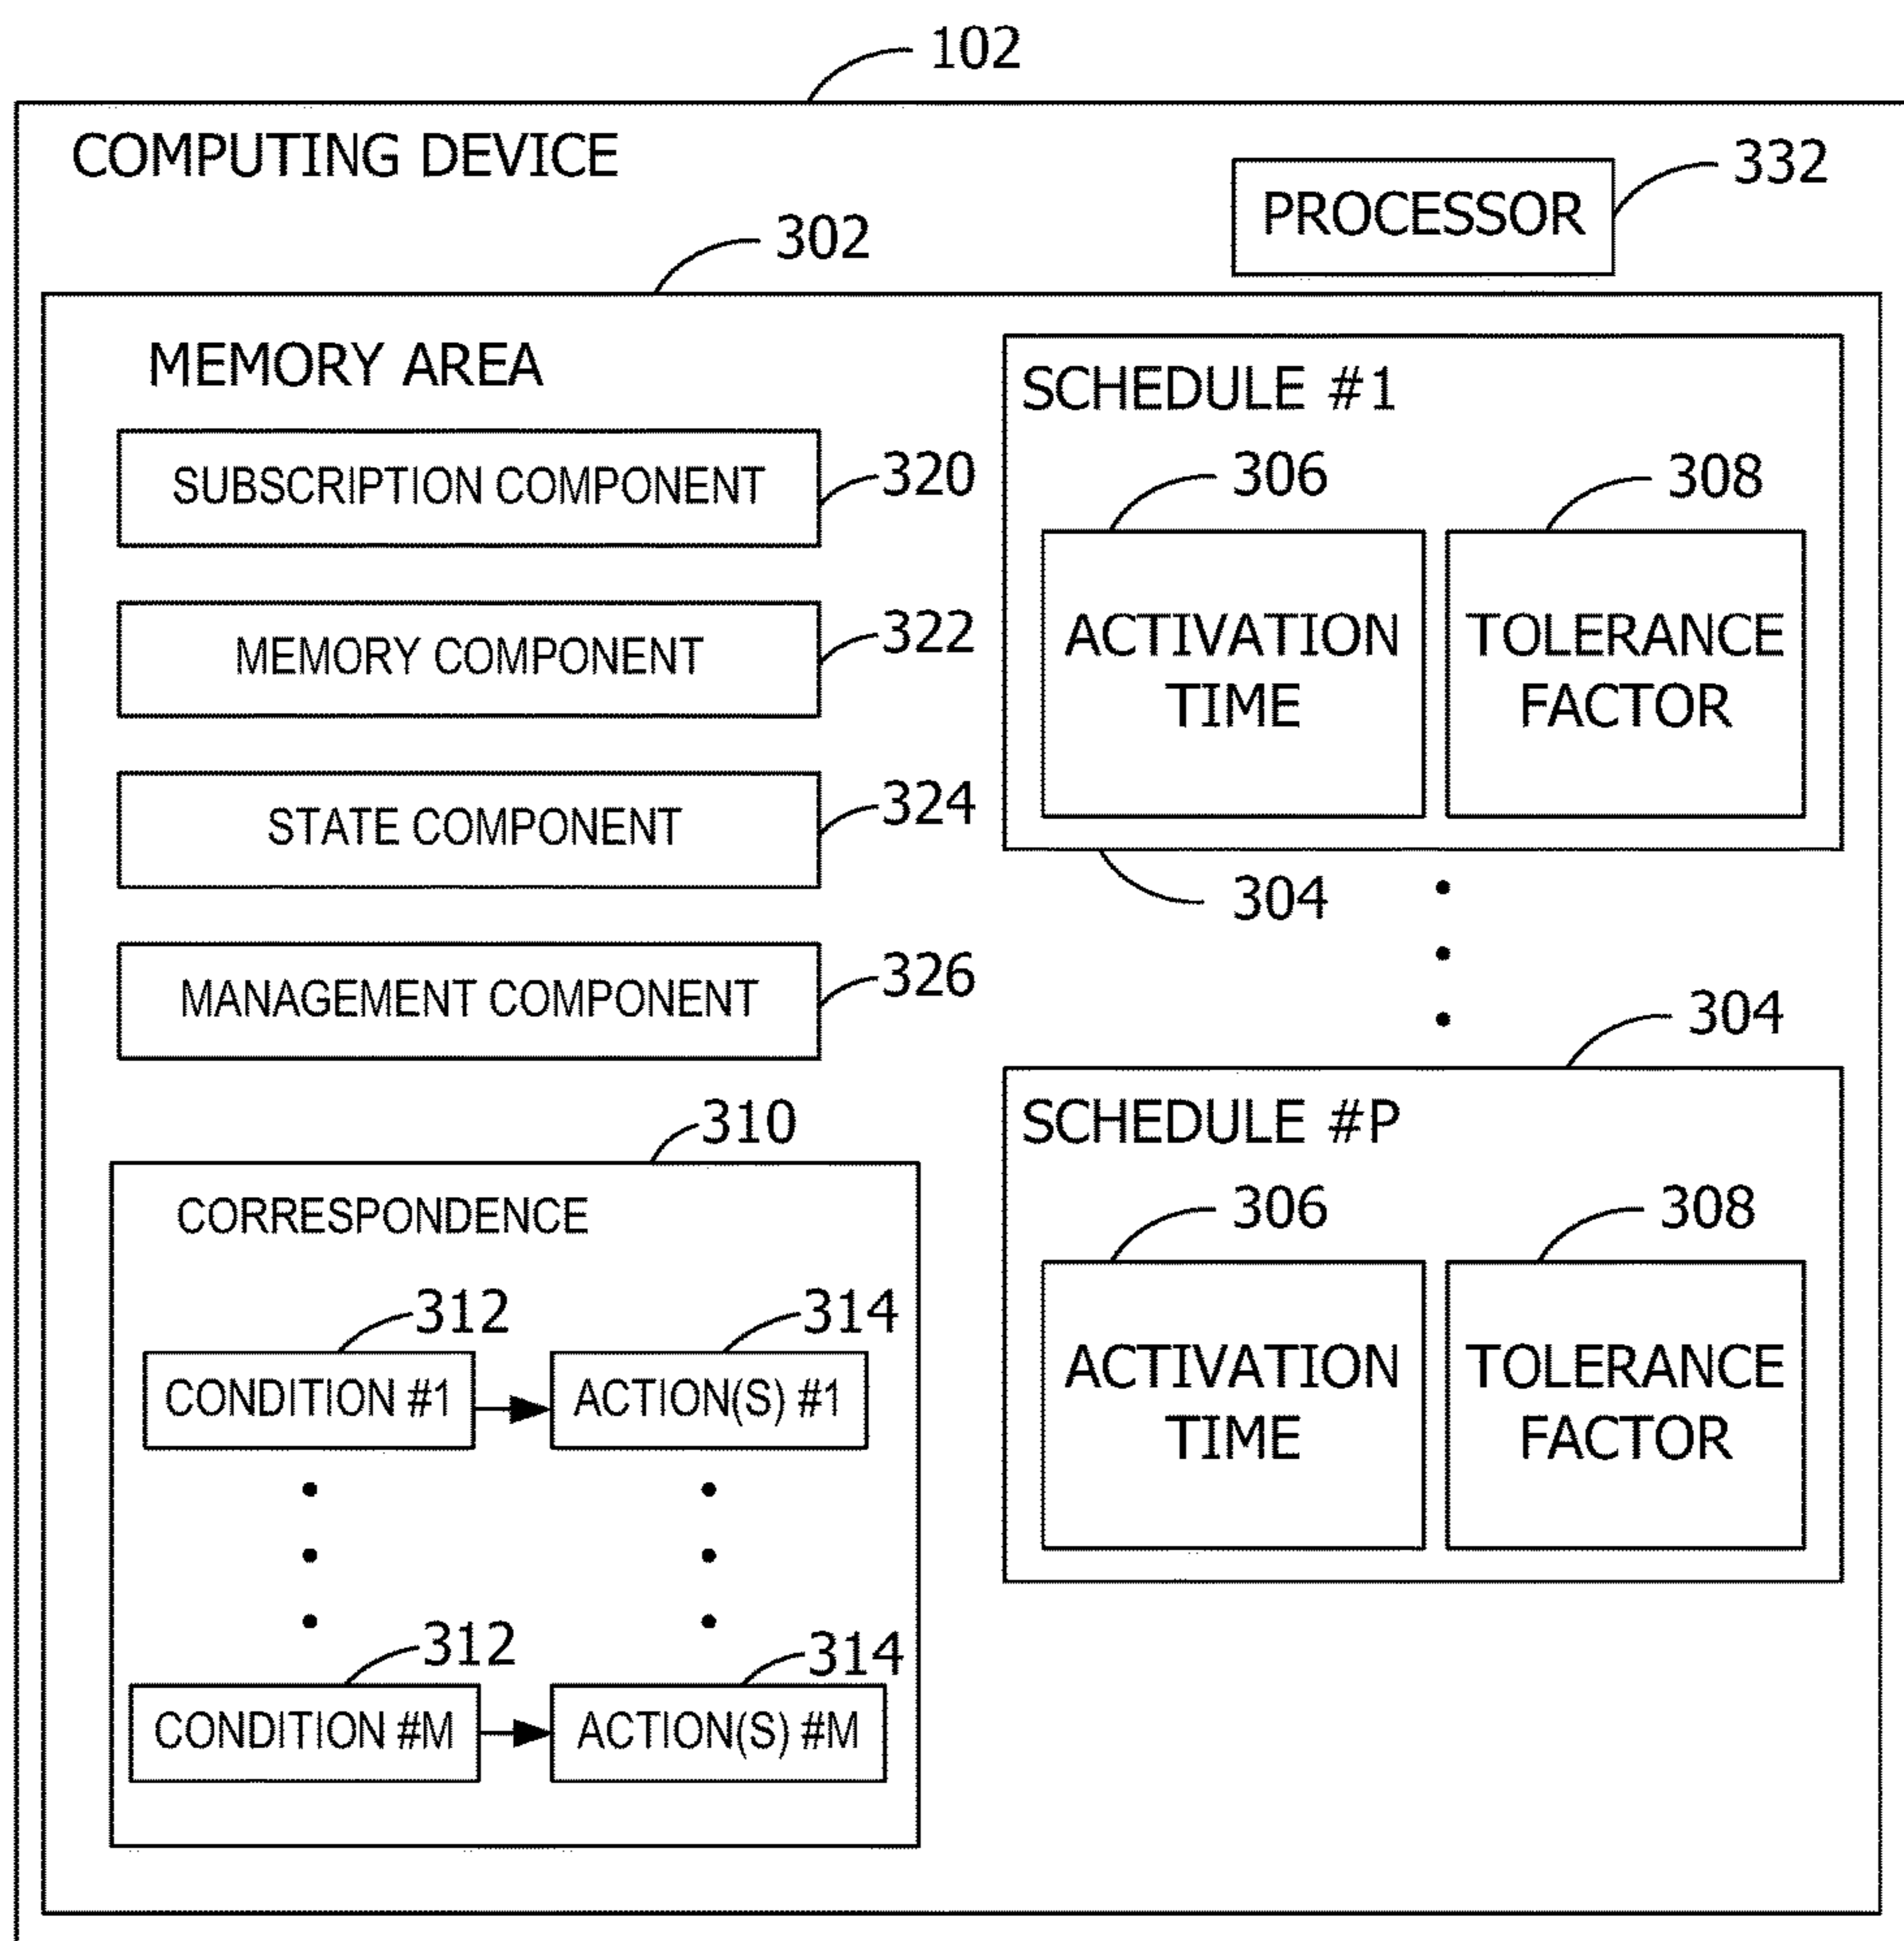 102
COMPUTING DEVICE
PROCESSOR
332
302
MEMORY AREA
SUBSCRIPTION COMPONENT
320
MEMORY COMPONENT
322
STATE COMPONENT
324
MANAGEMENT COMPONENT
326
SCHEDULE #1
306
308
ACTIVATION
TIME
TOLERANCE
FACTOR
304
304
SCHEDULE #P
306
308
ACTIVATION
TIME
TOLERANCE
FACTOR
310
CORRESPONDENCE
312
314
CONDITION #1
ACTION(S) #1
312
314
CONDITION #M
ACTION(S) #M